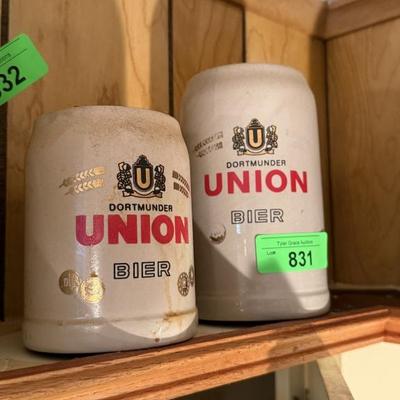 32
U
DORTMUNDER
UNION
BIER
U
DORTMUNDER
UNION
BIER
Tyler Grace Auction
Lot# 831